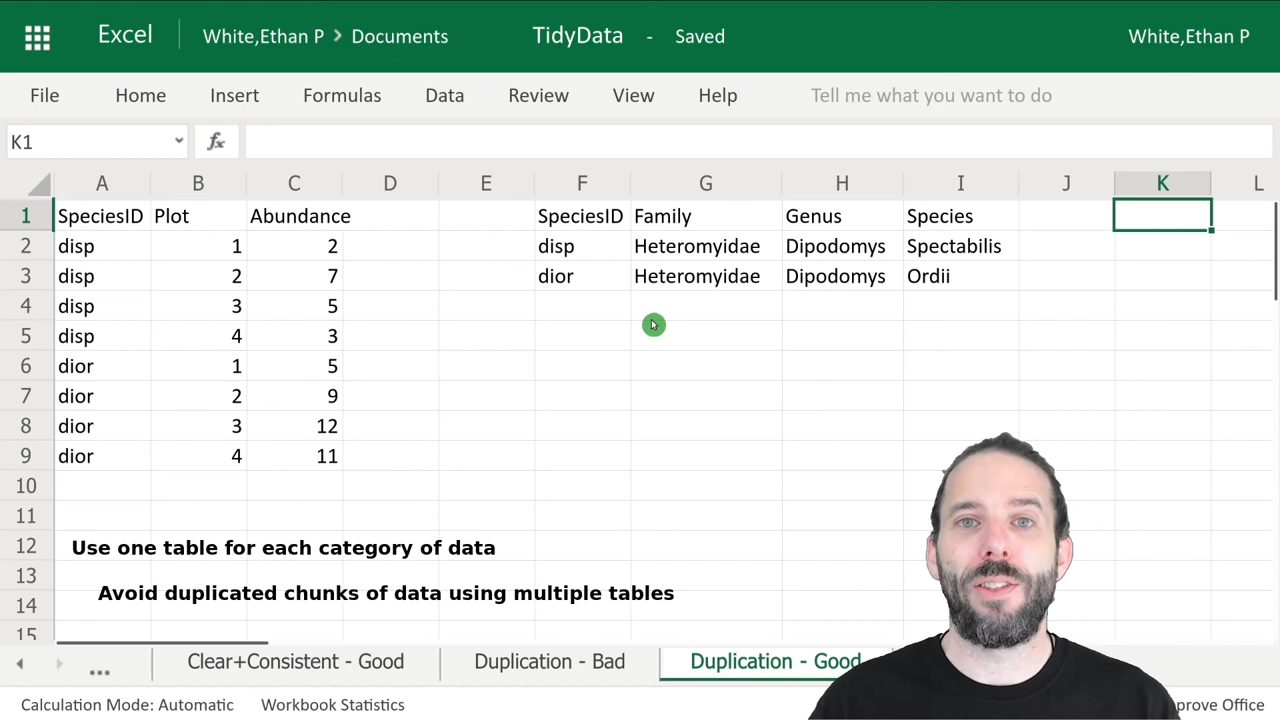 Excel White,Ethan P > Documents TidyData - Saved White,Ethan P
File Home Insert Formulas Data Review View Help Tell me what you want to do
K1 fx
A B C D E F G H I J K L
1 SpeciesID Plot Abundance SpeciesID Family Genus Species
2 disp 1 2 disp Heteromyidae Dipodomys Spectabilis
3 disp 2 7 dior Heteromyidae Dipodomys Ordii
4 disp 3 5
5 disp 4 3
6 dior 1 5
7 dior 2 9
8 dior 3 12
9 dior 4 11
10
11
12 Use one table for each category of data
13
Avoid duplicated chunks of data using multiple tables
14
15
... Clear+Consistent - Good Duplication - Bad Duplication - Good
Calculation Mode: Automatic Workbook Statistics prove Office